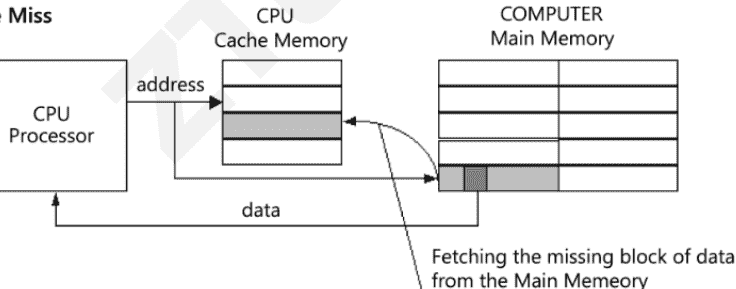 e Miss
CPU
Cache Memory
COMPUTER
Main Memory
address
CPU
Processor
data
Fetching the missing block of data
from the Main Memeory